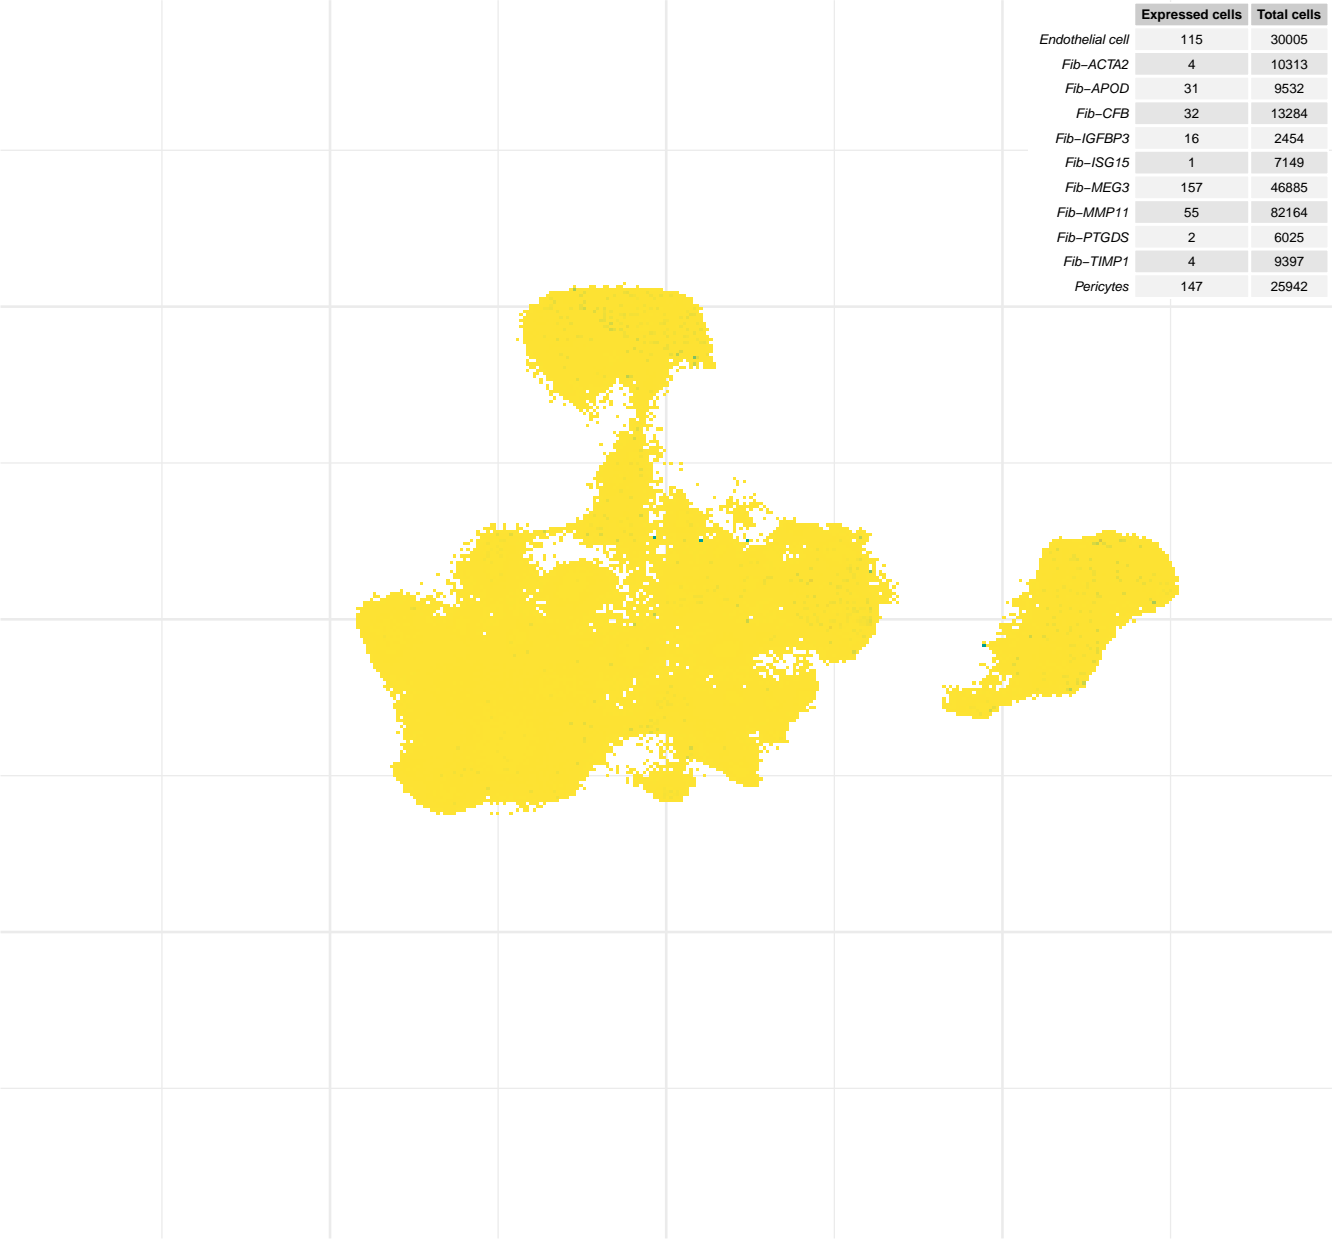 Expressed cells Total cells
Endothelial cell 115 30005
Fib−ACTA2 4 10313
Fib−APOD 31 9532
Fib−CFB 32 13284
Fib−IGFBP3 16 2454
Fib−ISG15 1 7149
Fib−MEG3 157 46885
Fib−MMP11 55 82164
Fib−PTGDS 2 6025
Fib−TIMP1 4 9397
Pericytes 147 25942